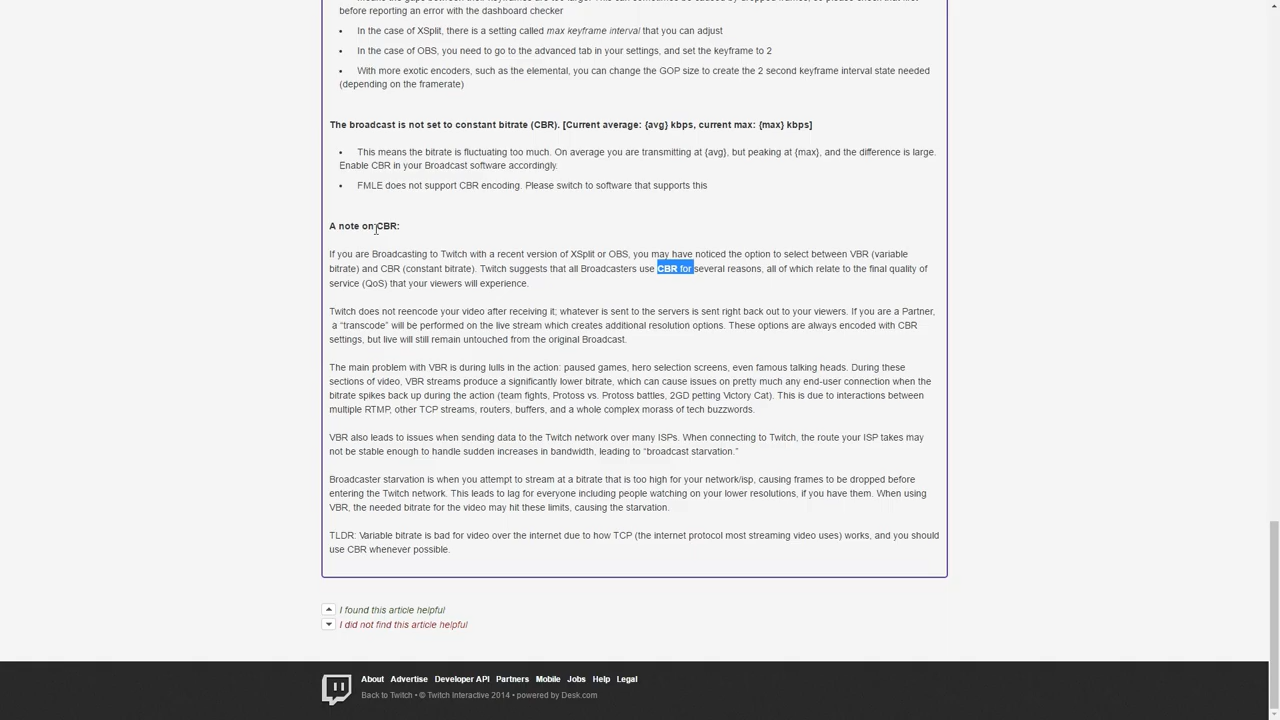 before reporting an error with the dashboard checker
• In the case of XSplit, there is a setting called max keyframe interval that you can adjust
• In the case of OBS, you need to go to the advanced tab in your settings, and set the keyframe to 2
• With more exotic encoders, such as the elemental, you can change the GOP size to create the 2 second keyframe interval state needed
(depending on the framerate)
The broadcast is not set to constant bitrate (CBR). [Current average: {avg} kbps, current max: {max} kbps]
• This means the bitrate is fluctuating too much. On average you are transmitting at {avg}, but peaking at {max}, and the difference is large.
Enable CBR in your Broadcast software accordingly.
• FMLE does not support CBR encoding. Please switch to software that supports this
A note on CBR:
If you are Broadcasting to Twitch with a recent version of XSplit or OBS, you may have noticed the option to select between VBR (variable
bitrate) and CBR (constant bitrate). Twitch suggests that all Broadcasters use CBR for several reasons, all of which relate to the final quality of
service (QoS) that your viewers will experience.
Twitch does not reencode your video after receiving it; whatever is sent to the servers is sent right back out to your viewers. If you are a Partner,
a “transcode” will be performed on the live stream which creates additional resolution options. These options are always encoded with CBR
settings, but live will still remain untouched from the original Broadcast.
The main problem with VBR is during lulls in the action: paused games, hero selection screens, even famous talking heads. During these
sections of video, VBR streams produce a significantly lower bitrate, which can cause issues on pretty much any end-user connection when the
bitrate spikes back up during the action (team fights, Protoss vs. Protoss battles, 2GD petting Victory Cat). This is due to interactions between
multiple RTMP, other TCP streams, routers, buffers, and a whole complex morass of tech buzzwords.
VBR also leads to issues when sending data to the Twitch network over many ISPs. When connecting to Twitch, the route your ISP takes may
not be stable enough to handle sudden increases in bandwidth, leading to “broadcast starvation.”
Broadcaster starvation is when you attempt to stream at a bitrate that is too high for your network/isp, causing frames to be dropped before
entering the Twitch network. This leads to lag for everyone including people watching on your lower resolutions, if you have them. When using
VBR, the needed bitrate for the video may hit these limits, causing the starvation.
TLDR: Variable bitrate is bad for video over the internet due to how TCP (the internet protocol most streaming video uses) works, and you should
use CBR whenever possible.
I found this article helpful
I did not find this article helpful
About Advertise Developer API Partners Mobile Jobs Help Legal
Back to Twitch • © Twitch Interactive 2014 • powered by Desk.com